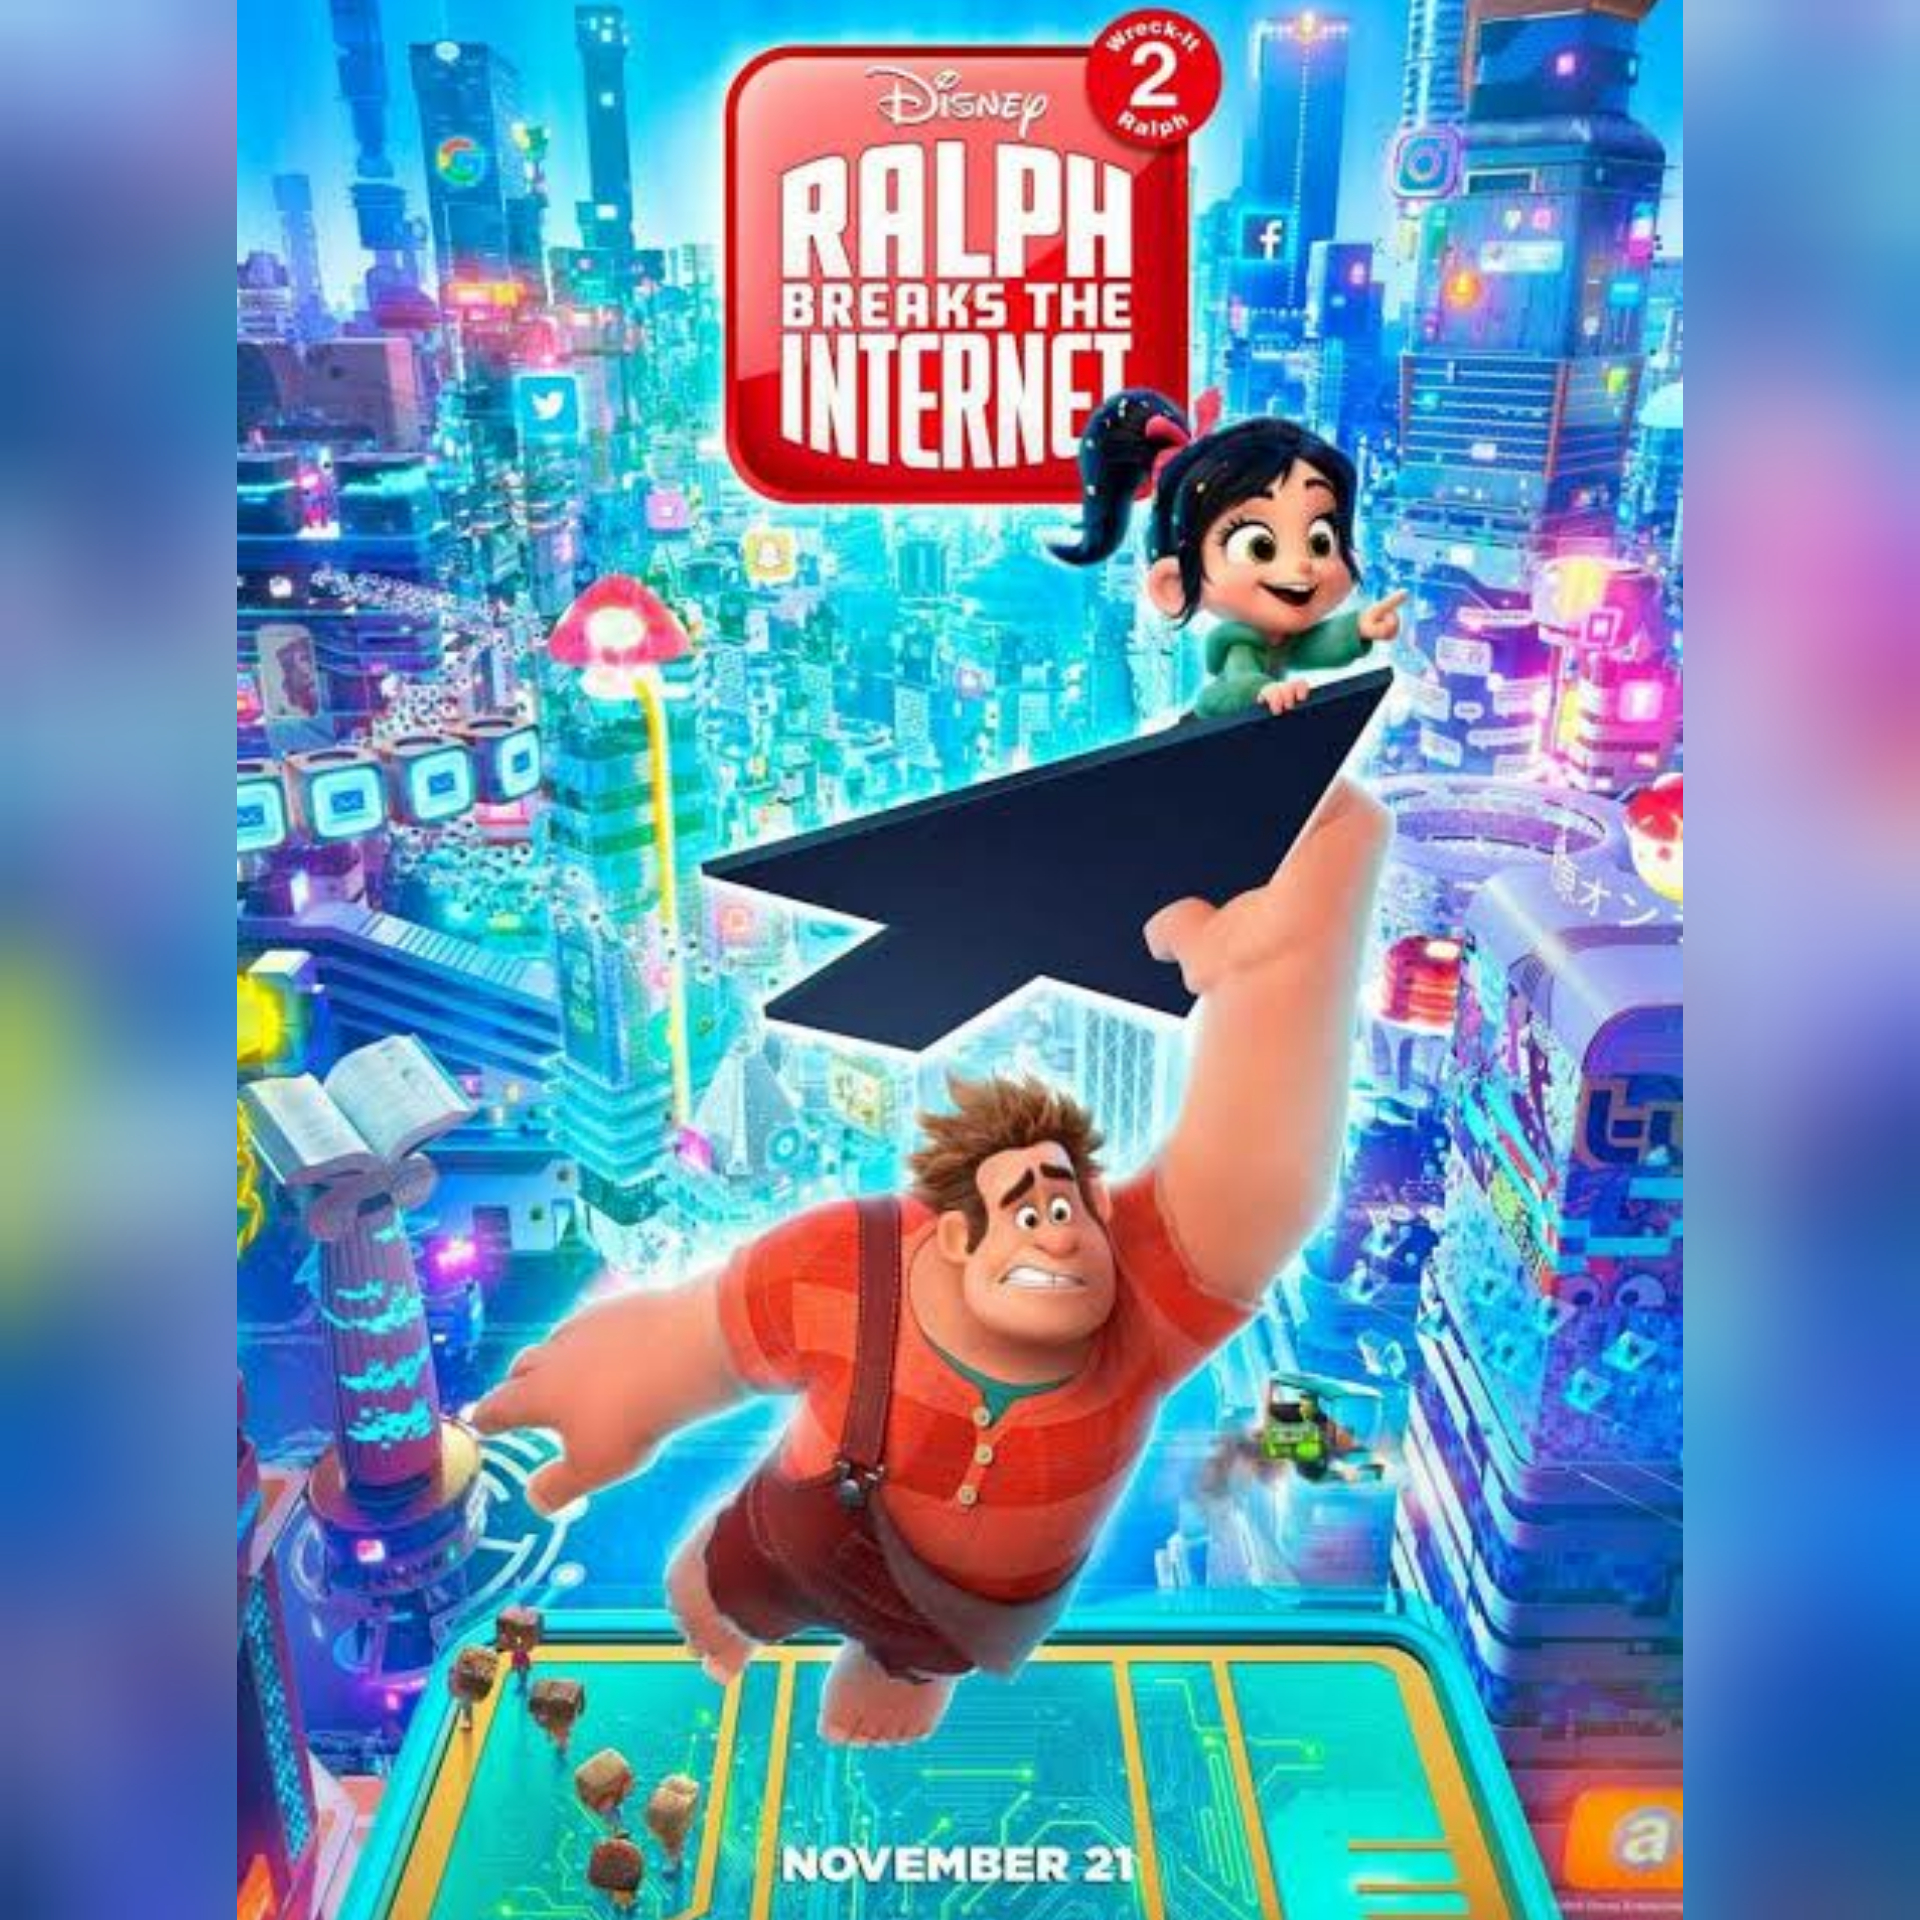 Wreck-It
2
Ralph
Disney
RALPH
BREAKS THE
INTERNET
f
a
NOVEMBER 21